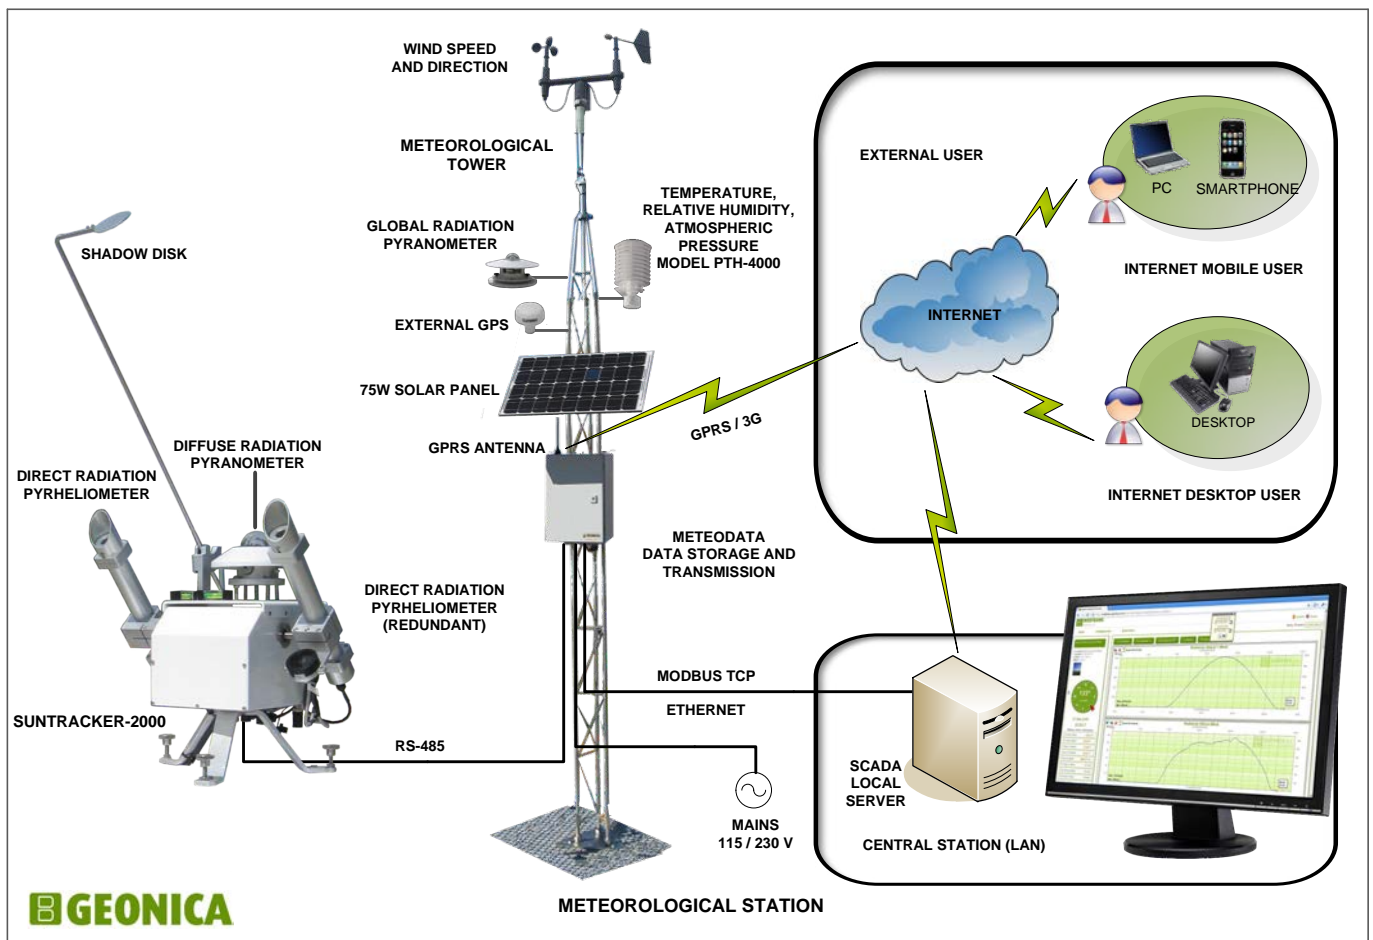 WIND SPEED
AND DIRECTION
METEOROLOGICAL
TOWER
TEMPERATURE,
RELATIVE HUMIDITY,
ATMOSPHERIC
PRESSURE
MODEL PTH-4000
GLOBAL RADIATION
PYRANOMETER
SHADOW DISK
EXTERNAL GPS
75W SOLAR PANEL
GPRS ANTENNA
GPRS / 3G
DIFFUSE RADIATION
PYRANOMETER
DIRECT RADIATION
PYRHELIOMETER
METEODATA
DATA STORAGE AND
TRANSMISSION
DIRECT RADIATION
PYRHELIOMETER
(REDUNDANT)
SUNTRACKER-2000
RS-485
MODBUS TCP
ETHERNET
MAINS
115 / 230 V
EXTERNAL USER
PC
SMARTPHONE
INTERNET MOBILE USER
INTERNET
DESKTOP
INTERNET DESKTOP USER
SCADA
LOCAL
SERVER
CENTRAL STATION (LAN)
GEONICA
METEOROLOGICAL STATION